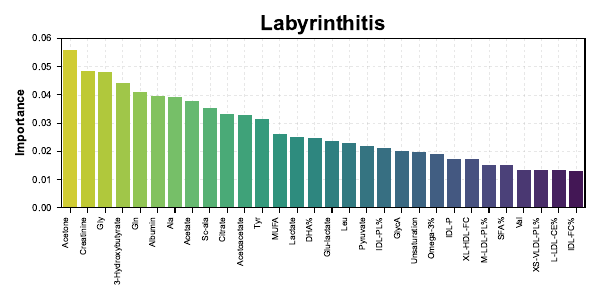 Labyrinthitis
Importance
0.06
0.05
0.04
0.03
0.02
0.01
0.00
Acetone
Creatinine
Gly
3-Hydroxybutyrate
Gln
Albumin
Ala
Acetate
Sc-ala
Citrate
Acetoacetate
Tyr
MUFA
Lactate
DHA%
Glu-lactate
Leu
Pyruvate
IDL-PL%
GlycA
Unsaturation
Omega-3%
IDL-P
XL-HDL-FC
M-LDL-PL%
SFA%
Val
XS-VLDL-PL%
L-LDL-CE%
IDL-FC%